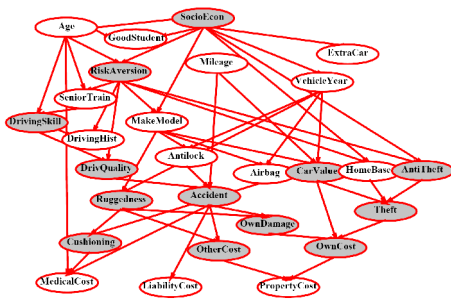 SocioEcon
Age
GoodStudent
ExtraCar
Mileage
RiskAversion
VehicleYear
SeniorTrain
DrivingSkill
MakeModel
DrivingHist
Antilock
DrivQuality
Airbag
CarValue
HomeBase
AntiTheft
Ruggedness
Accident
Theft
OwnDamage
Cushioning
OtherCost
OwnCost
MedicalCost
LiabilityCost
PropertyCost